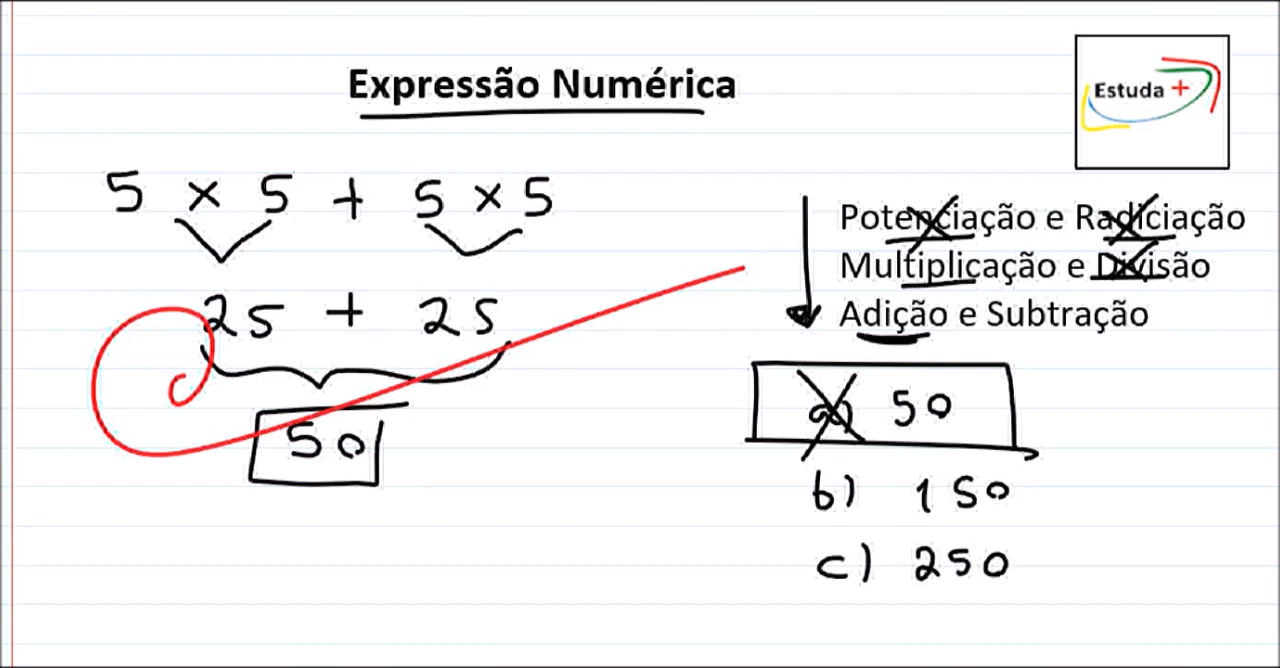 Expressão Numérica
Estuda +
5 × 5 + 5 × 5
25 + 25
50
Potenciação e Radiciação
Multiplicação e Divisão
Adição e Subtração
a) 50
b) 150
c) 250